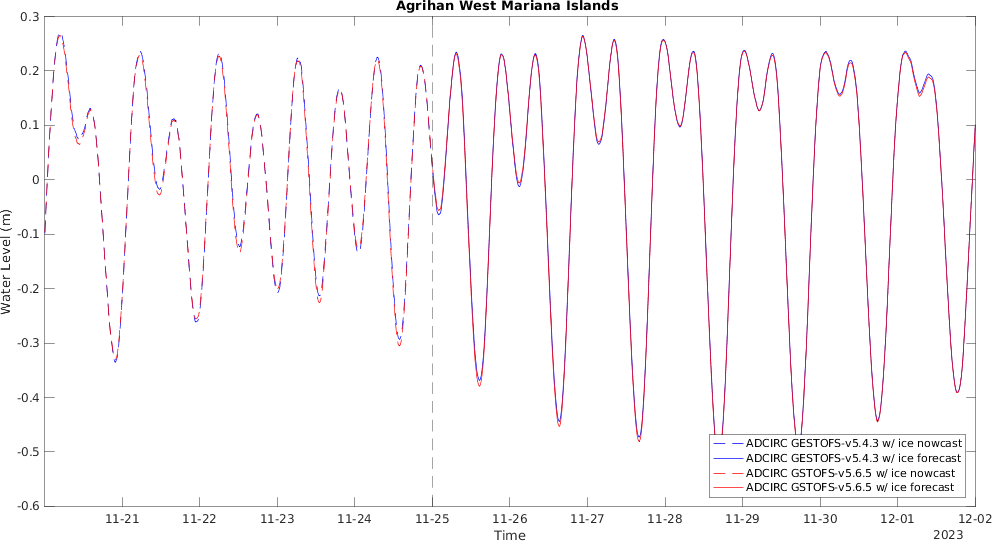 Agrihan West Mariana Islands
0.3
0.2
0.1
0
-0.1
-0.2
-0.3
-0.4
-0.5
-0.6
Water Level (m)
ADCIRC GESTOFS-v5.4.3 w/ ice nowcast
ADCIRC GESTOFS-v5.4.3 w/ ice forecast
ADCIRC GSTOFS-v5.6.5 w/ ice nowcast
ADCIRC GSTOFS-v5.6.5 w/ ice forecast
11-21 11-22 11-23 11-24 11-25 11-26 11-27 11-28 11-29 11-30 12-01 12-02
Time
2023